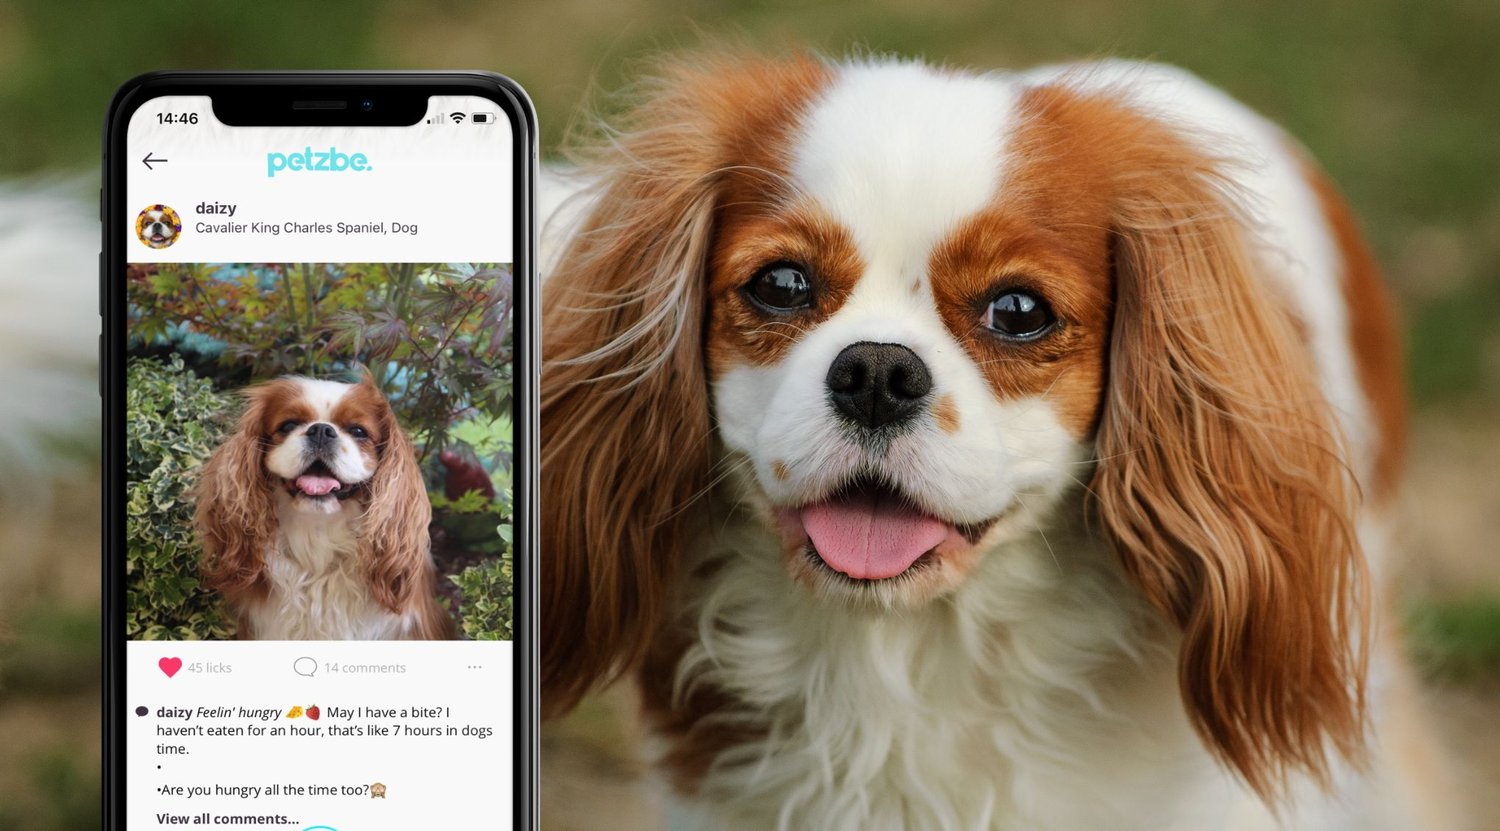 14:46
petzbe.
daizy
Cavalier King Charles Spaniel, Dog
45 licks
14 comments
daizy Feelin' hungry 🧀🍓 May I have a bite? I
haven’t eaten for an hour, that’s like 7 hours in dogs
time.
•
•Are you hungry all the time too?🙈
View all comments...